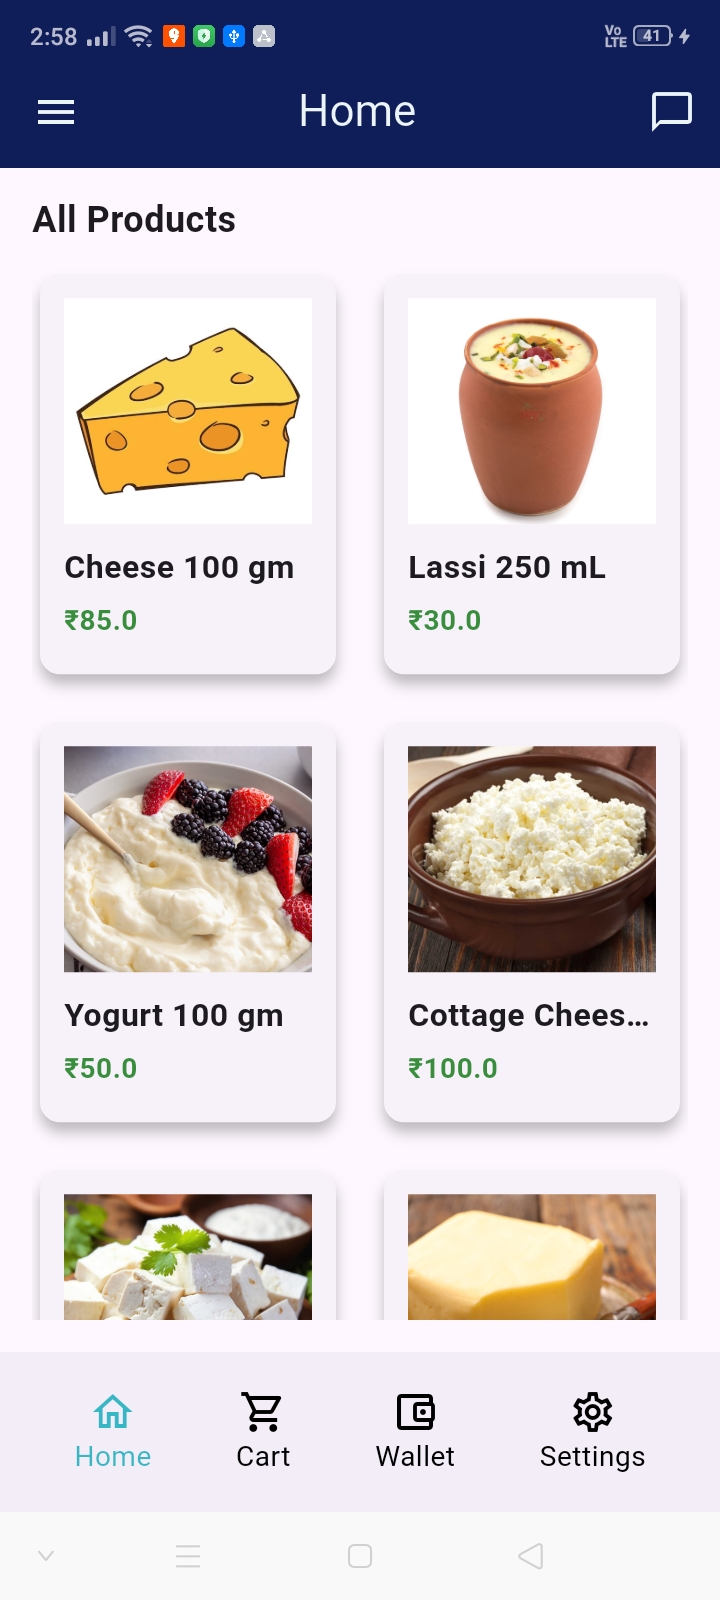 2:58 Vo LTE 41
Home
All Products
Cheese 100 gm
₹85.0
Lassi 250 mL
₹30.0
Yogurt 100 gm
₹50.0
Cottage Chees...
₹100.0
Home Cart Wallet Settings